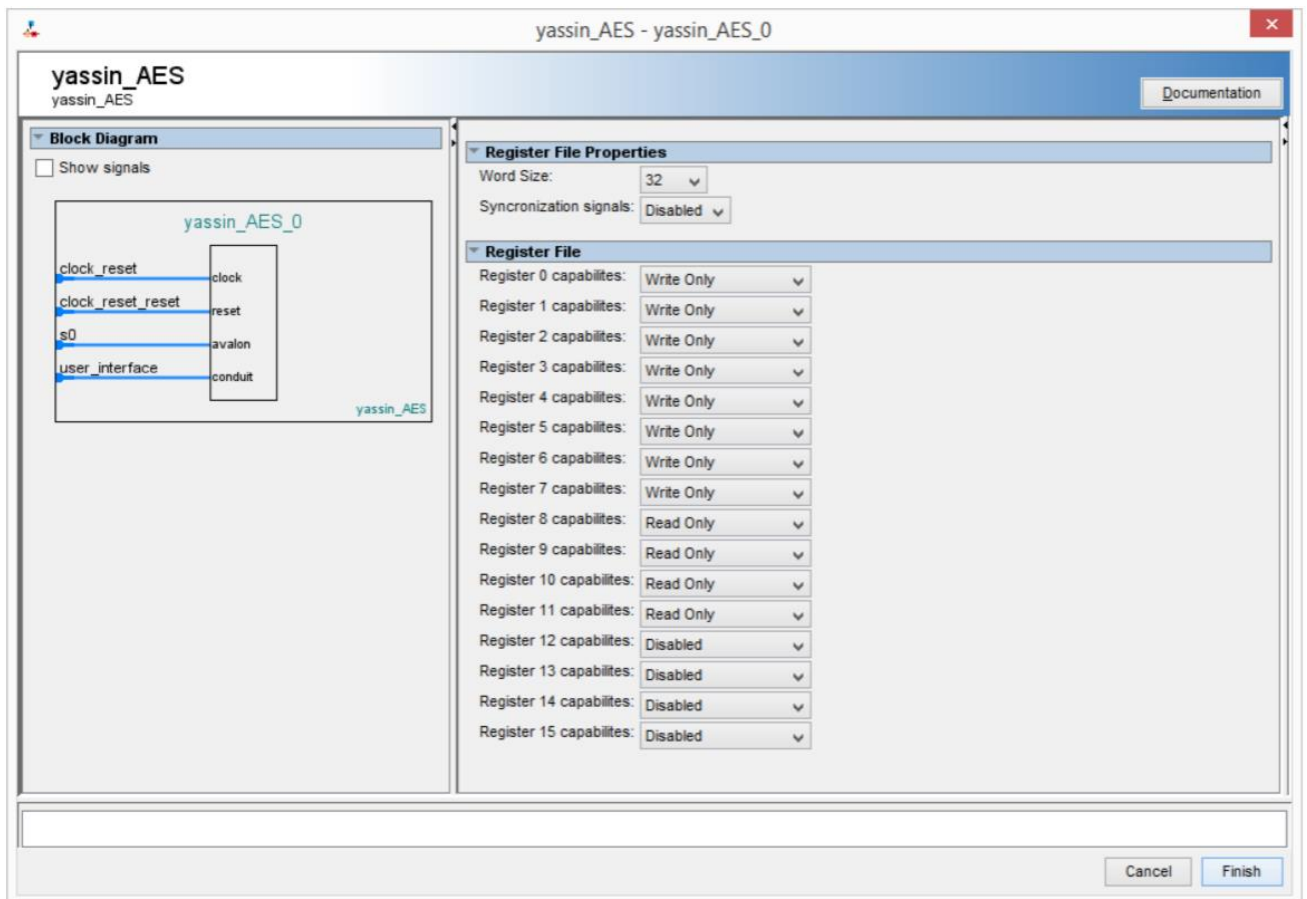 yassin_AES - yassin_AES_0
yassin_AES
yassin_AES
Documentation
Block Diagram
Show signals
yassin_AES_0
clock_reset
clock
clock_reset_reset
reset
s0
avalon
user_interface
conduit
yassin_AES
Register File Properties
Word Size: 32
Syncronization signals: Disabled
Register File
Register 0 capabilites: Write Only
Register 1 capabilites: Write Only
Register 2 capabilites: Write Only
Register 3 capabilites: Write Only
Register 4 capabilites: Write Only
Register 5 capabilites: Write Only
Register 6 capabilites: Write Only
Register 7 capabilites: Write Only
Register 8 capabilites: Read Only
Register 9 capabilites: Read Only
Register 10 capabilites: Read Only
Register 11 capabilites: Read Only
Register 12 capabilites: Disabled
Register 13 capabilites: Disabled
Register 14 capabilites: Disabled
Register 15 capabilites: Disabled
Cancel Finish